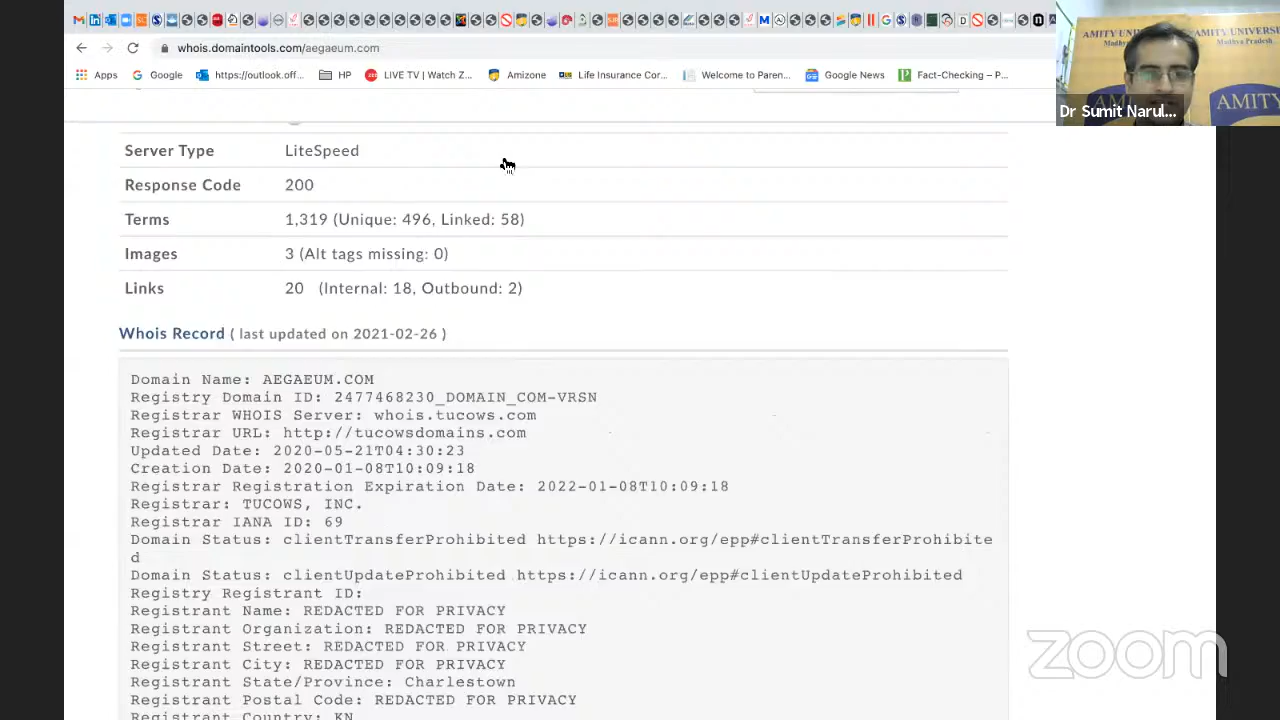 whois.domaintools.com/aegaeum.com
Apps
Google
https://outlook.off...
HP
LIVE TV | Watch Z...
Amizone
Life Insurance Cor...
Welcome to Paren...
Google News
Fact-Checking – P...
AMITY UNIVERS
Madhya Pradesh
AMITY
Dr Sumit Narul...
Server Type LiteSpeed
Response Code 200
Terms 1,319 (Unique: 496, Linked: 58)
Images 3 (Alt tags missing: 0)
Links 20 (Internal: 18, Outbound: 2)
Whois Record ( last updated on 2021-02-26 )
Domain Name: AEGAEUM.COM
Registry Domain ID: 2477468230_DOMAIN_COM-VRSN
Registrar WHOIS Server: whois.tucows.com
Registrar URL: http://tucowsdomains.com
Updated Date: 2020-05-21T04:30:23
Creation Date: 2020-01-08T10:09:18
Registrar Registration Expiration Date: 2022-01-08T10:09:18
Registrar: TUCOWS, INC.
Registrar IANA ID: 69
Domain Status: clientTransferProhibited https://icann.org/epp#clientTransferProhibite
d
Domain Status: clientUpdateProhibited https://icann.org/epp#clientUpdateProhibited
Registry Registrant ID:
Registrant Name: REDACTED FOR PRIVACY
Registrant Organization: REDACTED FOR PRIVACY
Registrant Street: REDACTED FOR PRIVACY
Registrant City: REDACTED FOR PRIVACY
Registrant State/Province: Charlestown
Registrant Postal Code: REDACTED FOR PRIVACY
Registrant Country: KN
zoom